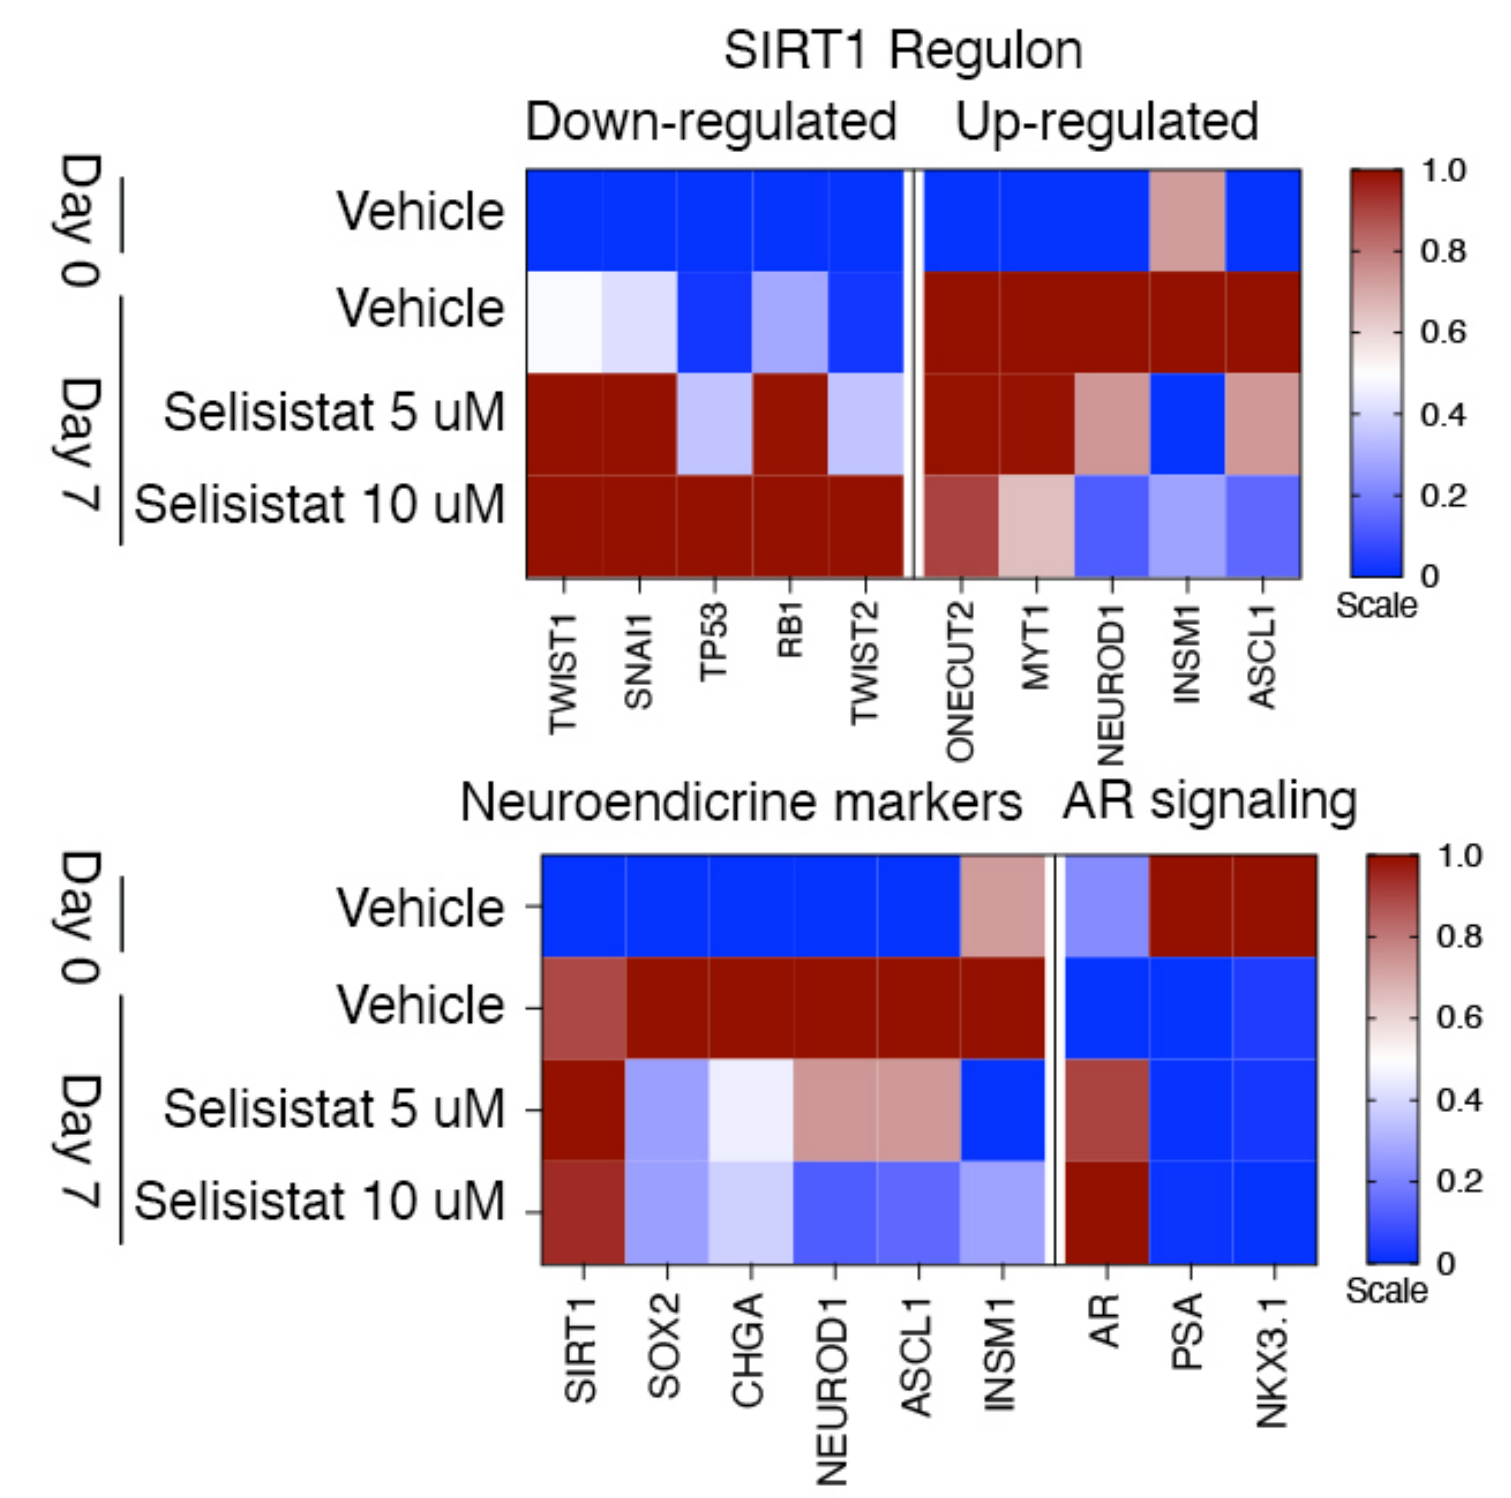 SIRT1 Regulon
Down-regulated Up-regulated
Day 0
Vehicle
Day 7
Vehicle
Selisistat 5 uM
Selisistat 10 uM
1.0
0.8
0.6
0.4
0.2
0
Scale
TWIST1 SNAI1 TP53 RB1 TWIST2 ONECUT2 MYT1 NEUROD1 INSM1 ASCL1
Neuroendicrine markers AR signaling
Day 0
Vehicle
Day 7
Vehicle
Selisistat 5 uM
Selisistat 10 uM
1.0
0.8
0.6
0.4
0.2
0
Scale
SIRT1 SOX2 CHGA NEUROD1 ASCL1 INSM1 AR PSA NKX3.1